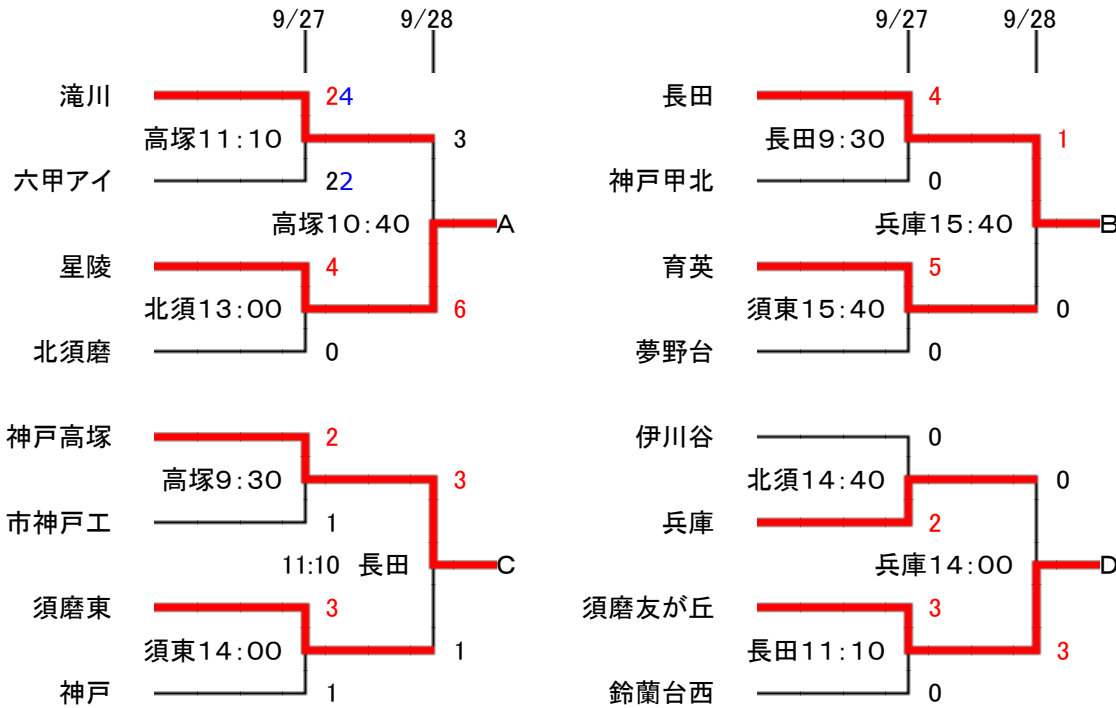 9/27 9/28
滝川 24
高塚11:10 3
六甲アイ 22
高塚10:40 A
星陵 4
北須13:00 6
北須磨 0
神戸高塚 2
高塚9:30 3
市神戸工 1
11:10 長田 C
須磨東 3
須東14:00 1
神戸 1
9/27 9/28
長田 4
長田9:30 1
神戸甲北 0
兵庫15:40 B
育英 5
須東15:40 0
夢野台 0
伊川谷 0
北須14:40 0
兵庫 2
兵庫14:00 D
須磨友が丘 3
長田11:10 3
鈴蘭台西 0